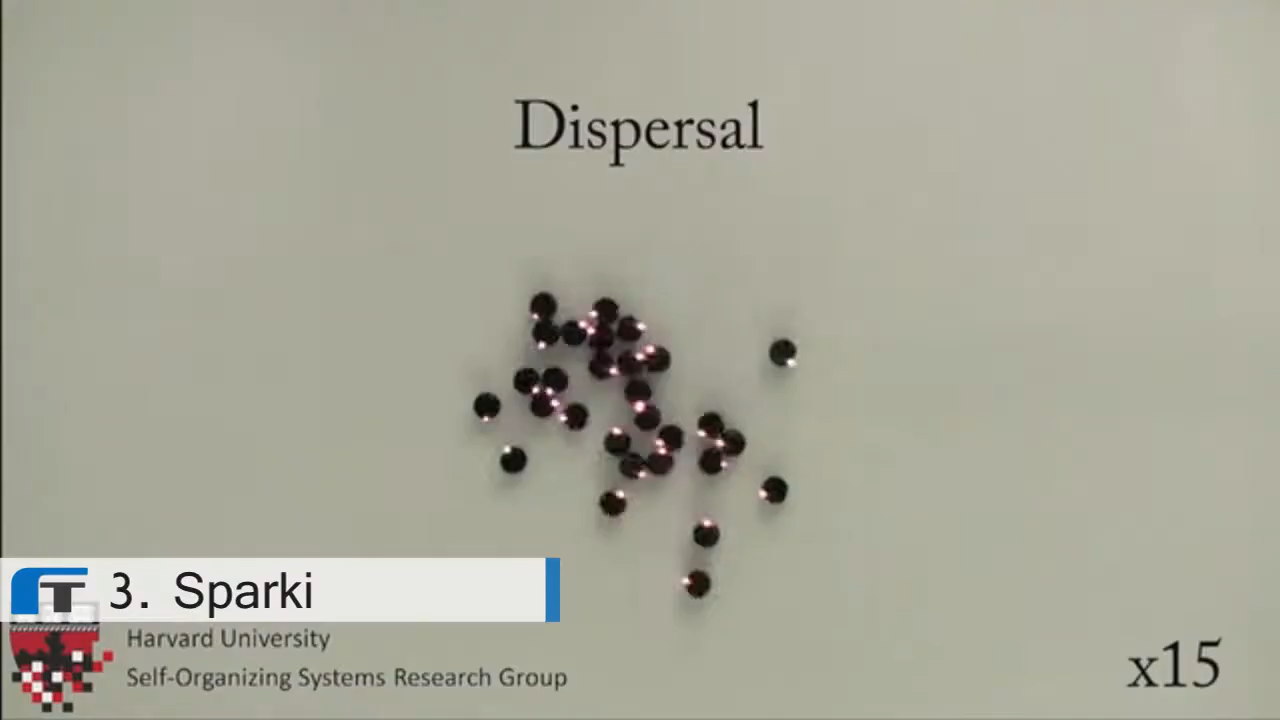 Dispersal
3. Sparki
Harvard University
Self-Organizing Systems Research Group
x15